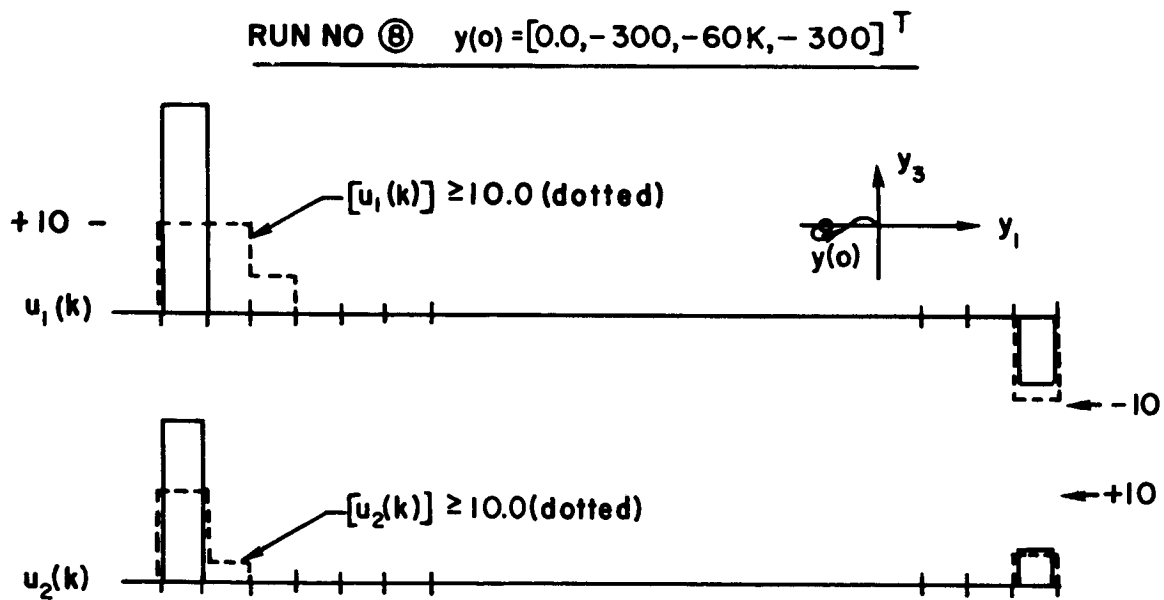 RUN NO ⑧ y(o) = [0.0, -300, -60K, -300]ᵀ
[u₁(k)] ≥ 10.0 (dotted)
y₃
+10
y₁
y(o)
u₁(k)
-10
[u₂(k)] ≥ 10.0 (dotted)
+10
u₂(k)